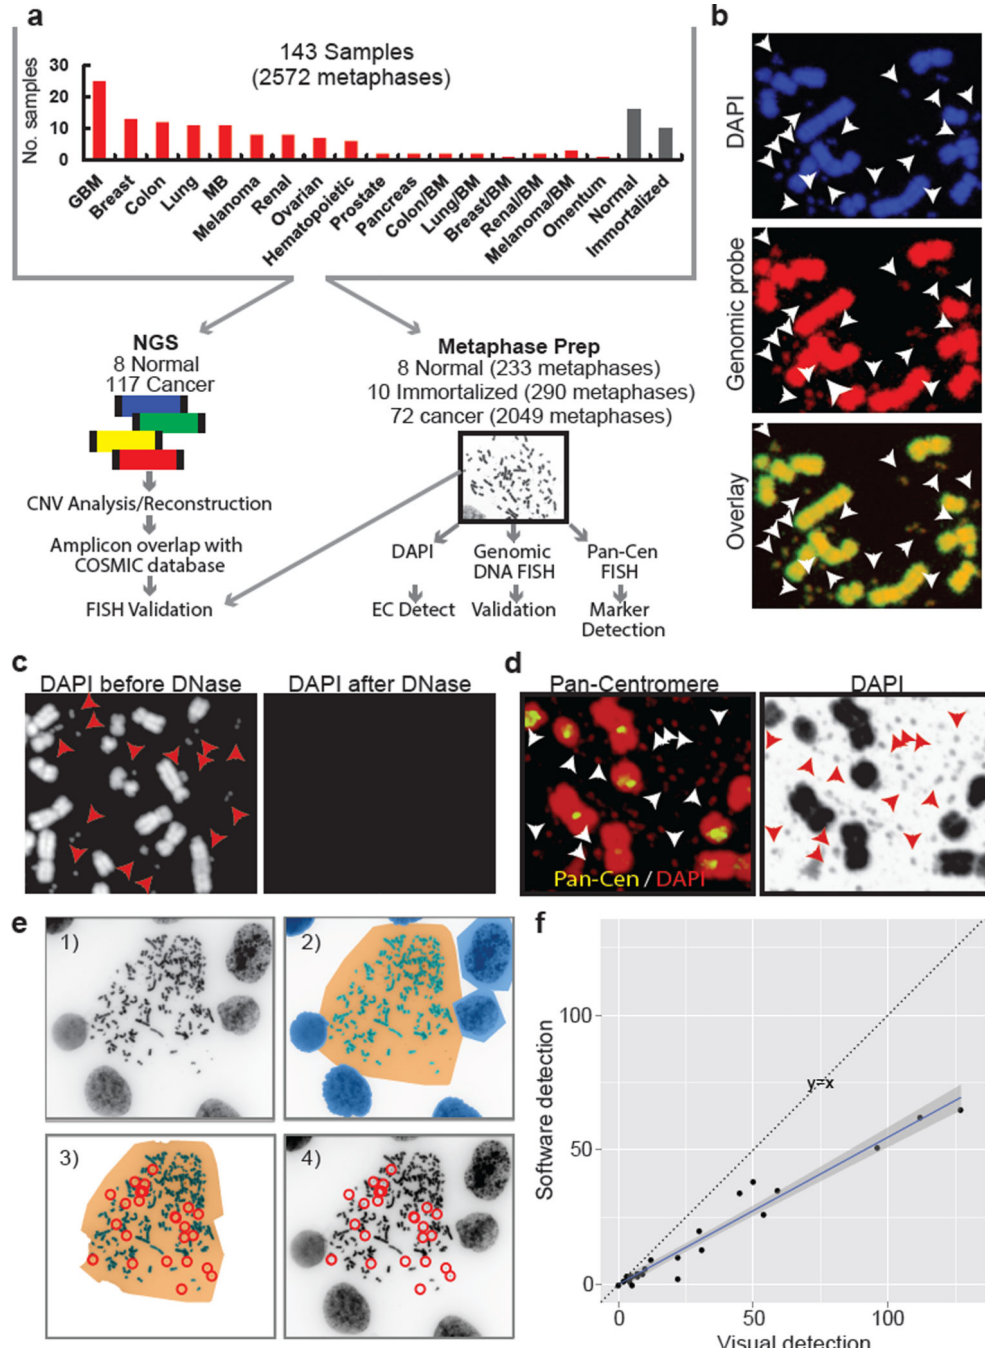 a
143 Samples
(2572 metaphases)
No. samples
30
20
10
0
GBM
Breast
Colon
Lung
MB
Melanoma
Renal
Ovarian
Hematopoietic
Prostate
Pancreas
Colon/BM
Lung/BM
Breast/BM
Renal/BM
Melanoma/BM
Omentum
Normal
Immortalized
NGS
8 Normal
117 Cancer
CNV Analysis/Reconstruction
Amplicon overlap with
COSMIC database
FISH Validation
Metaphase Prep
8 Normal (233 metaphases)
10 Immortalized (290 metaphases)
72 cancer (2049 metaphases)
DAPI
EC Detect
Genomic
DNA FISH
Validation
Pan-Cen
FISH
Marker
Detection
b
DAPI
Genomic probe
Overlay
c
DAPI before DNase
DAPI after DNase
d
Pan-Centromere
DAPI
Pan-Cen / DAPI
e
1)
2)
3)
4)
f
Software detection
100
50
0
y=x
0
50
100
Visual detection